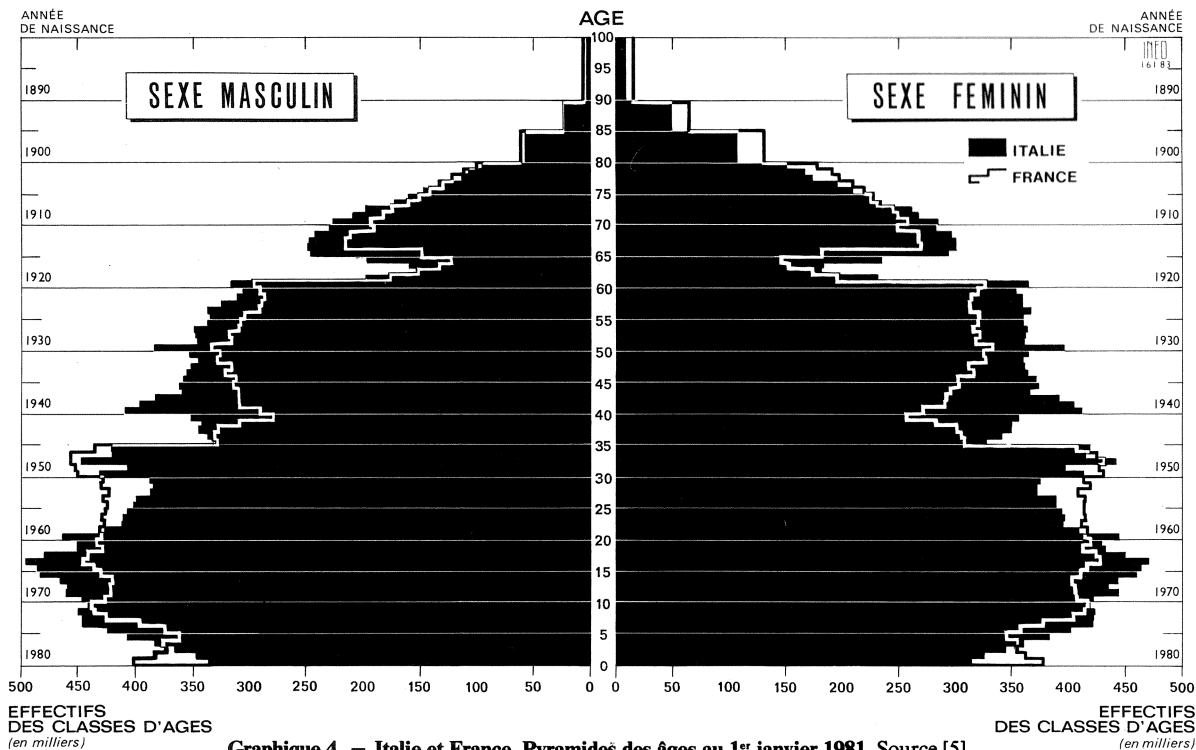 ANNÉE
DE NAISSANCE
AGE
ANNÉE
DE NAISSANCE
SEXE MASCULIN
SEXE FEMININ
INED
161 83
ITALIE
FRANCE
100
95
90
85
80
75
70
65
60
55
50
45
40
35
30
25
20
15
10
5
0
1890
1900
1910
1920
1930
1940
1950
1960
1970
1980
1890
1900
1910
1920
1930
1940
1950
1960
1970
1980
500 450 400 350 300 250 200 150 100 50 0
0 50 100 150 200 250 300 350 400 450 500
EFFECTIFS
DES CLASSES D'AGES
(en milliers)
EFFECTIFS
DES CLASSES D'AGES
(en milliers)
Graphique 4. — Italie et France. Pyramides des âges au 1er janvier 1981. Source [5]